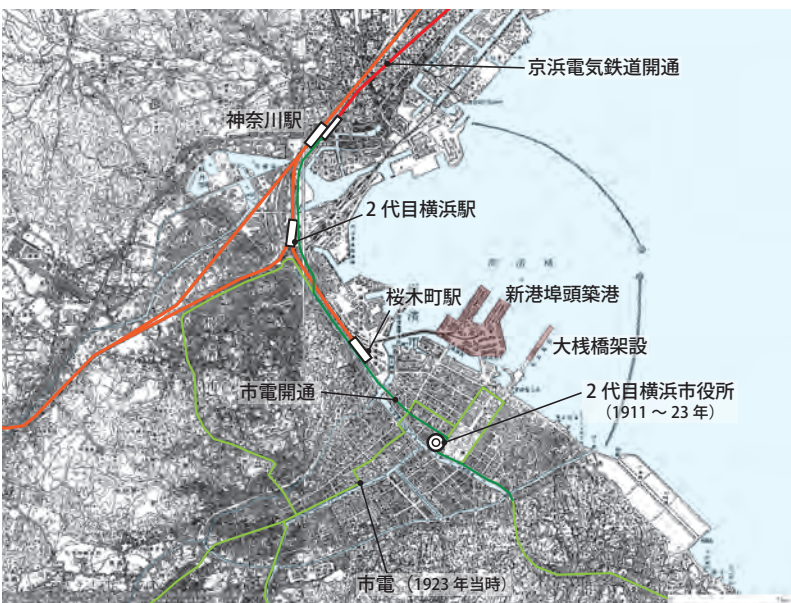 京浜電気鉄道開通
神奈川駅
2代目横浜駅
新港埠頭築港
桜木町駅
大桟橋架設
市電開通
2代目横浜市役所
（1911～23年）
市電（1923年当時）